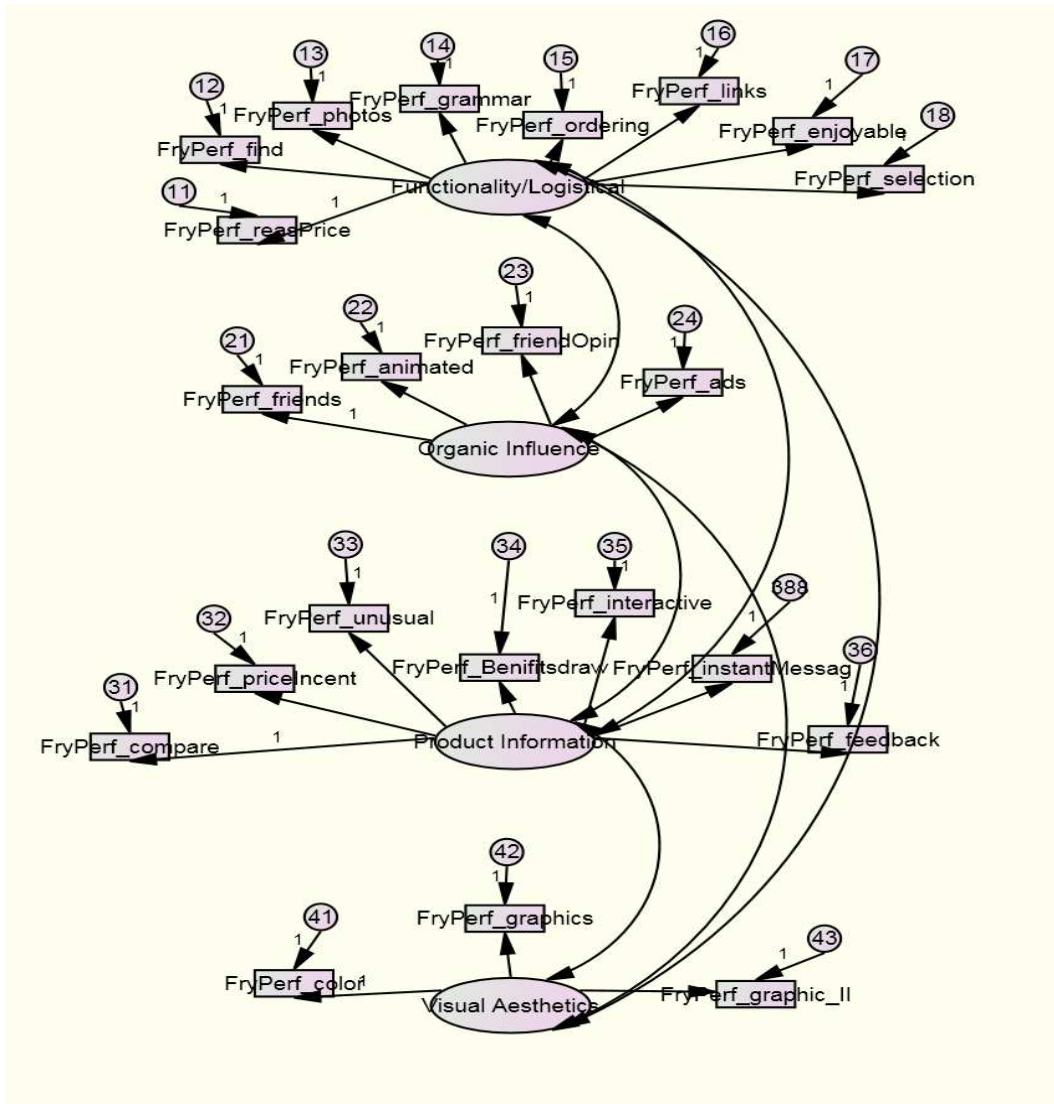 14
16
13
15
17
12
1
1
1
1
1
1
FryPerf_photos
FryPerf_grammar
FryPerf_links
18
FryPerf_find
FryPerf_ordering
FryPerf_enjoyable
1
11
Functionality/Logistical
FryPerf_selection
1
1
FryPerf_reasPrice
23
22
1
24
21
1
FryPerf_friendOpin
1
1
FryPerf_animated
FryPerf_ads
FryPerf_friends
1
Organic Influence
33
34
35
1
1
388
32
1
FryPerf_unusual
FryPerf_interactive
1
1
36
31
FryPerf_priceIncent
FryPerf_Benifitsdraw
FryPerf_instantMessag
1
1
FryPerf_compare
1
Product Information
FryPerf_feedback
42
1
41
FryPerf_graphics
43
1
1
FryPerf_color
1
Visual Aesthetics
FryPerf_graphic_II